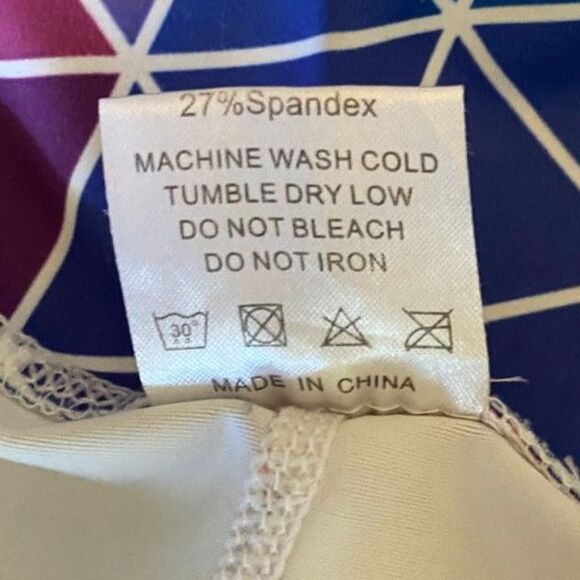 27%Spandex
MACHINE WASH COLD
TUMBLE DRY LOW
DO NOT BLEACH
DO NOT IRON
30°
MADE IN CHINA